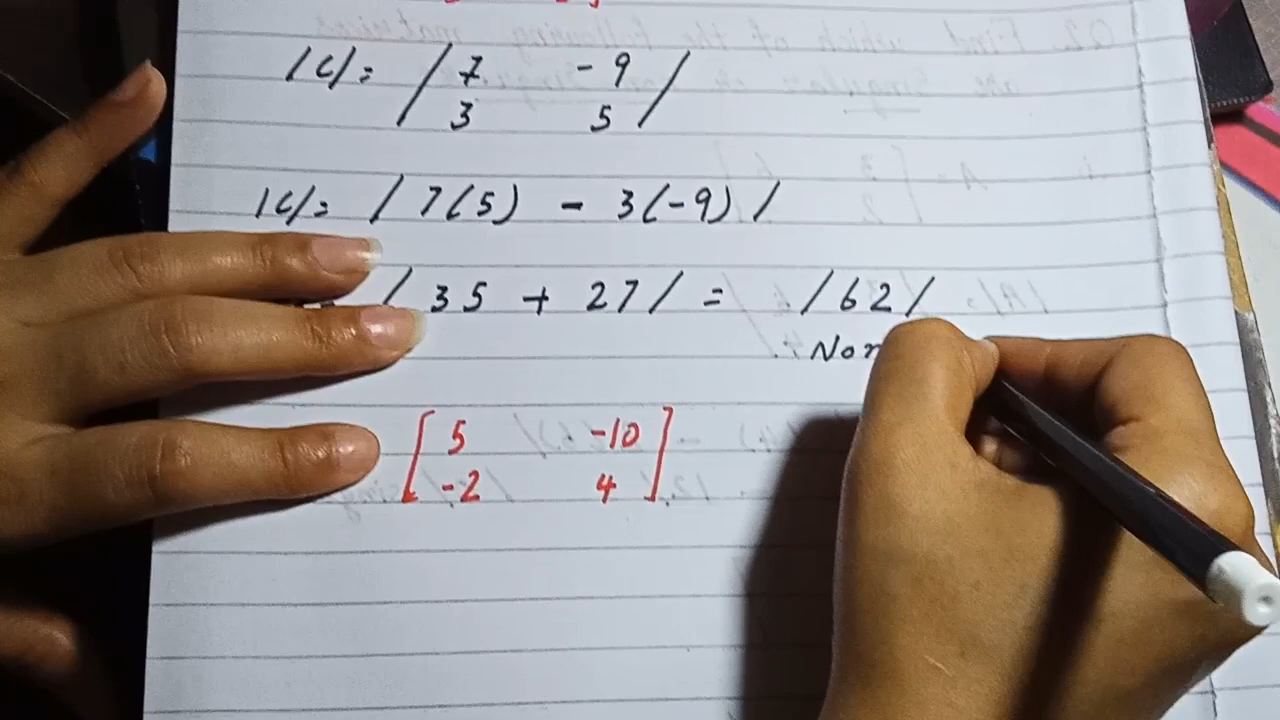 |C| = | 7 -9
3 5 |
|C| = | 7(5) - 3(-9) |
| 35 + 27 | = | 62 |
Non
[ 5 -10
-2 4 ]